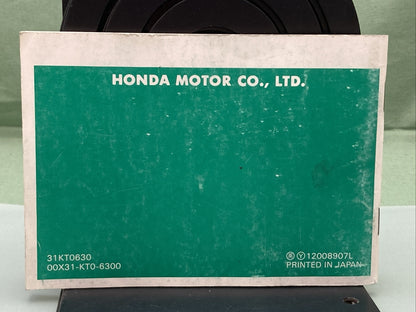 HONDA MOTOR CO., LTD.
31KT0630
00X31-KT0-6300
Ⓑ Ⓨ 12008907L
PRINTED IN JAPAN